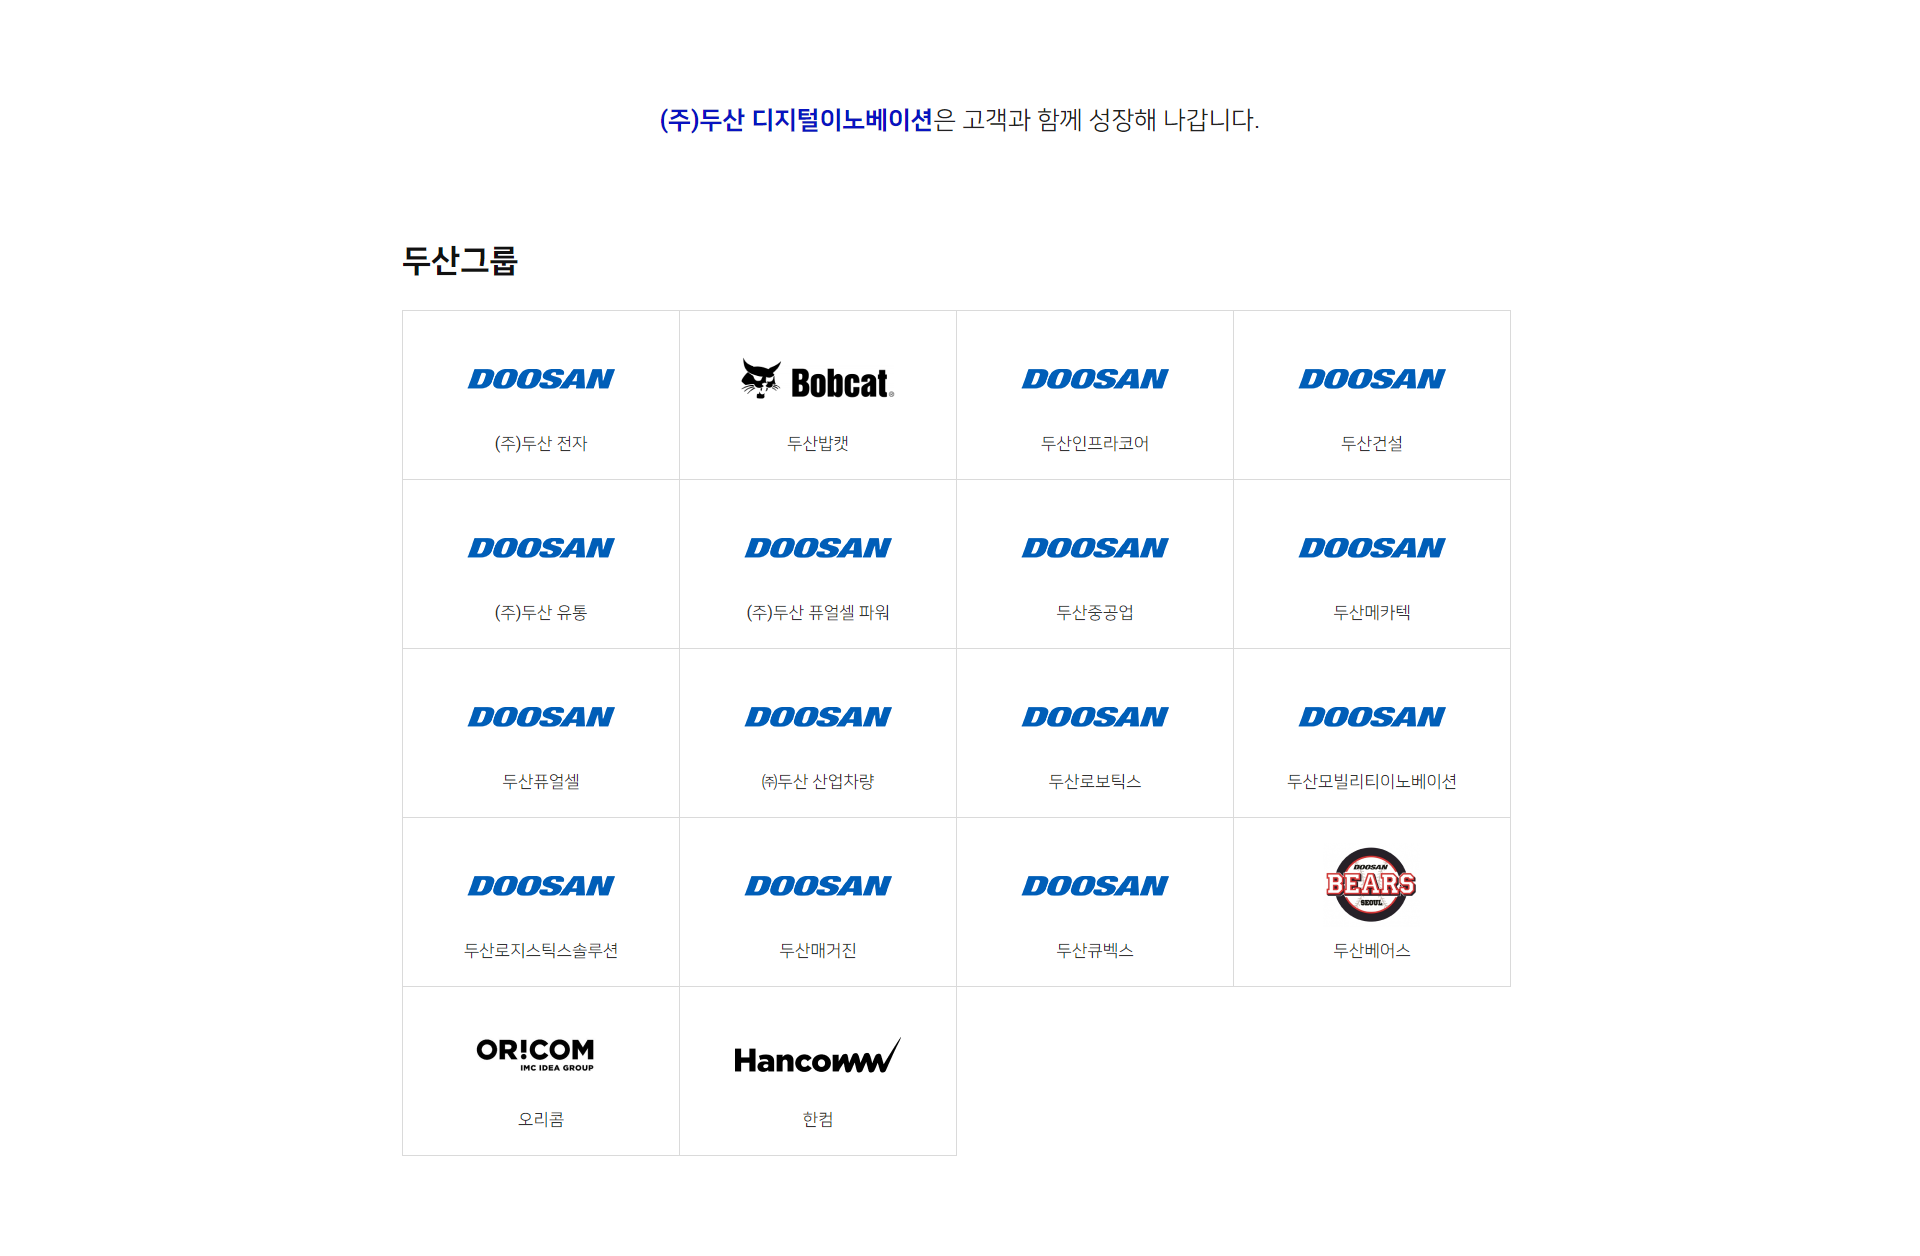 (주)두산 디지털이노베이션은 고객과 함께 성장해 나갑니다.
두산그룹
DOOSAN
(주)두산 전자
Bobcat®
두산밥캣
DOOSAN
두산인프라코어
DOOSAN
두산건설
DOOSAN
(주)두산 유통
DOOSAN
(주)두산 퓨얼셀 파워
DOOSAN
두산중공업
DOOSAN
두산메카텍
DOOSAN
두산퓨얼셀
DOOSAN
㈜두산 산업차량
DOOSAN
두산로보틱스
DOOSAN
두산모빌리티이노베이션
DOOSAN
두산로지스틱스솔루션
DOOSAN
두산매거진
DOOSAN
두산큐벡스
DOOSAN
BEARS
SEOUL
두산베어스
OR!COM
IMC IDEA GROUP
오리콤
Hancomm
한컴